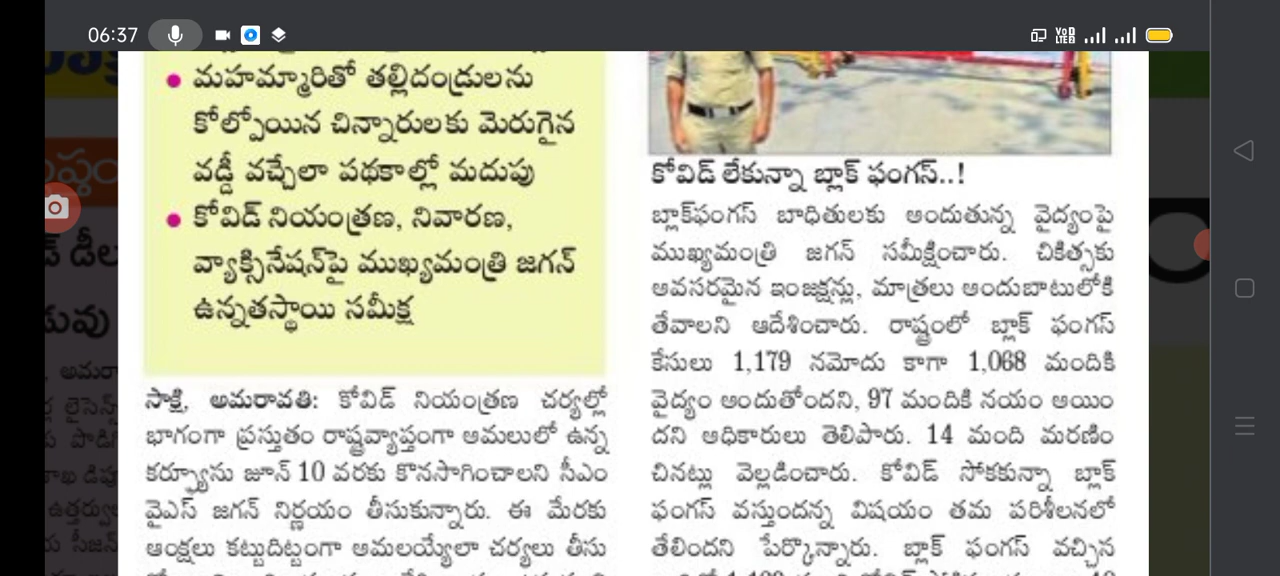 06:37
మహమ్మారితో తల్లిదండ్రులను
కోల్పోయిన చిన్నారులకు మెరుగైన
వడ్డీ వచ్చేలా పథకాల్లో మదుపు
కోవిడ్ నియంత్రణ, నివారణ,
వ్యాక్సినేషన్‌పై ముఖ్యమంత్రి జగన్
ఉన్నతస్థాయి సమీక్ష
సాక్షి, అమరావతి: కోవిడ్ నియంత్రణ చర్యల్లో
భాగంగా ప్రస్తుతం రాష్ట్రవ్యాప్తంగా అమలులో ఉన్న
కర్ఫ్యూను జూన్ 10 వరకు కొనసాగించాలని సీఎం
వైఎస్ జగన్ నిర్ణయం తీసుకున్నారు. ఈ మేరకు
ఆంక్షలు కట్టుదిట్టంగా అమలయ్యేలా చర్యలు తీసు
కోవిడ్ లేకున్నా బ్లాక్ ఫంగస్..!
బ్లాక్‌ఫంగస్ బాధితులకు అందుతున్న వైద్యంపై
ముఖ్యమంత్రి జగన్ సమీక్షించారు. చికిత్సకు
అవసరమైన ఇంజక్షన్లు, మాత్రలు అందుబాటులోకి
తేవాలని ఆదేశించారు. రాష్ట్రంలో బ్లాక్ ఫంగస్
కేసులు 1,179 నమోదు కాగా 1,068 మందికి
వైద్యం అందుతోందని, 97 మందికి నయం అయిం
దని అధికారులు తెలిపారు. 14 మంది మరణిం
చినట్లు వెల్లడించారు. కోవిడ్ సోకకున్నా బ్లాక్
ఫంగస్ వస్తుందన్న విషయం తమ పరిశీలనలో
తేలిందని పేర్కొన్నారు. బ్లాక్ ఫంగస్ వచ్చిన